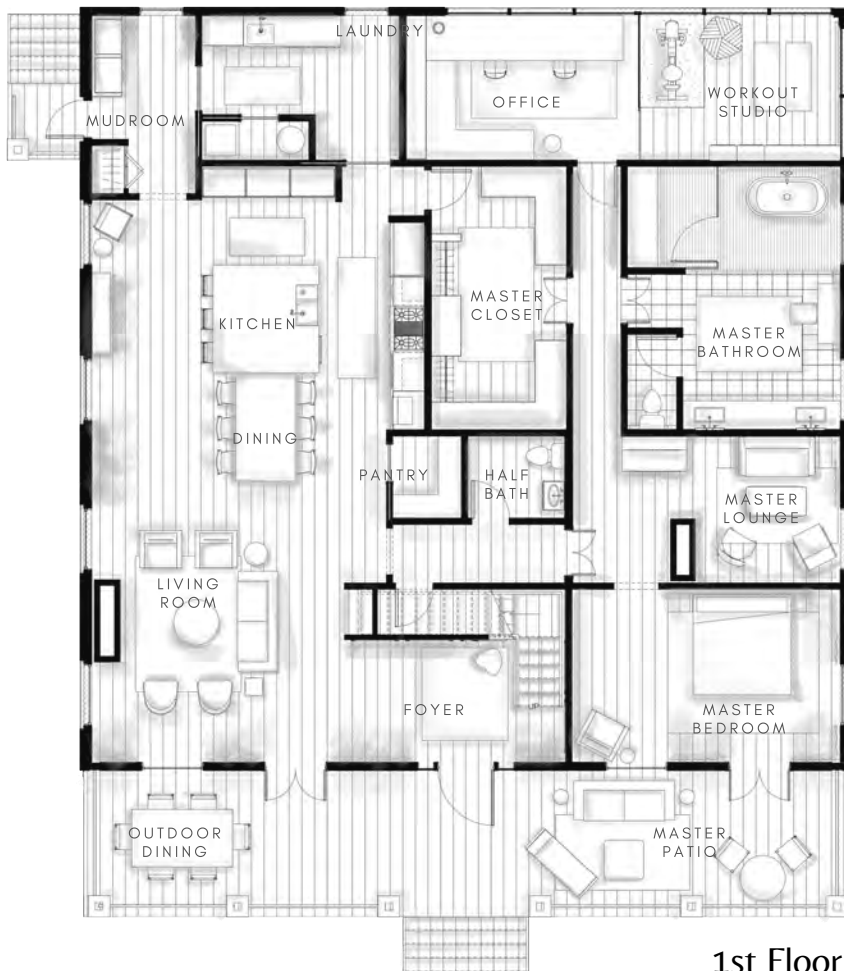 LAUNDRY
OFFICE
WORKOUT
STUDIO
MUDROOM
MASTER
CLOSET
KITCHEN
MASTER
BATHROOM
DINING
PANTRY
HALF
BATH
MASTER
LOUNGE
LIVING
ROOM
FOYER
UP
MASTER
BEDROOM
OUTDOOR
DINING
MASTER
PATIO
1st Floor